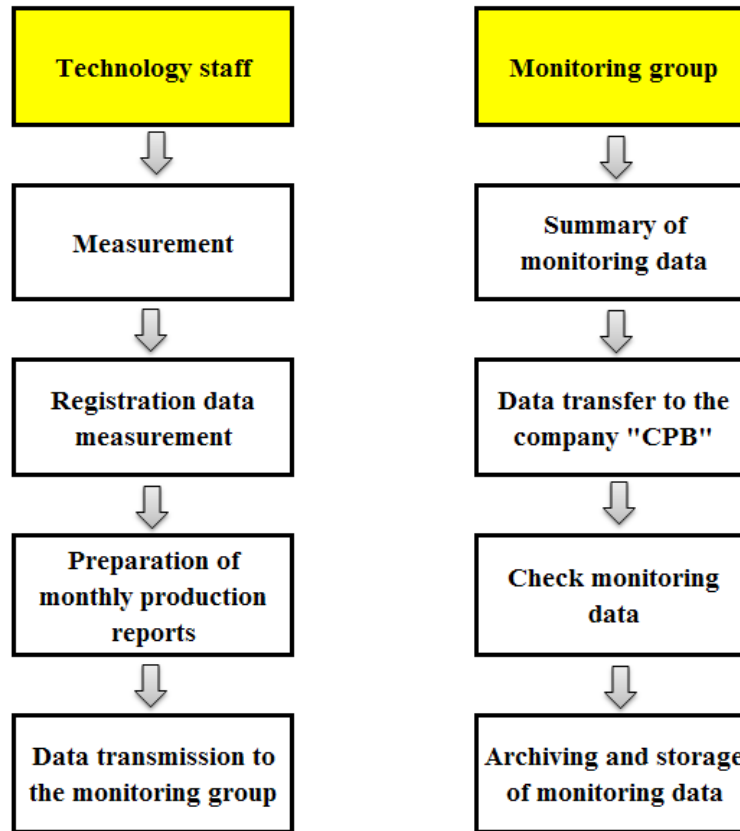 Technology staff
Measurement
Registration data
measurement
Preparation of
monthly production
reports
Data transmission to
the monitoring group
Monitoring group
Summary of
monitoring data
Data transfer to the
company "CPB"
Check monitoring
data
Archiving and storage
of monitoring data